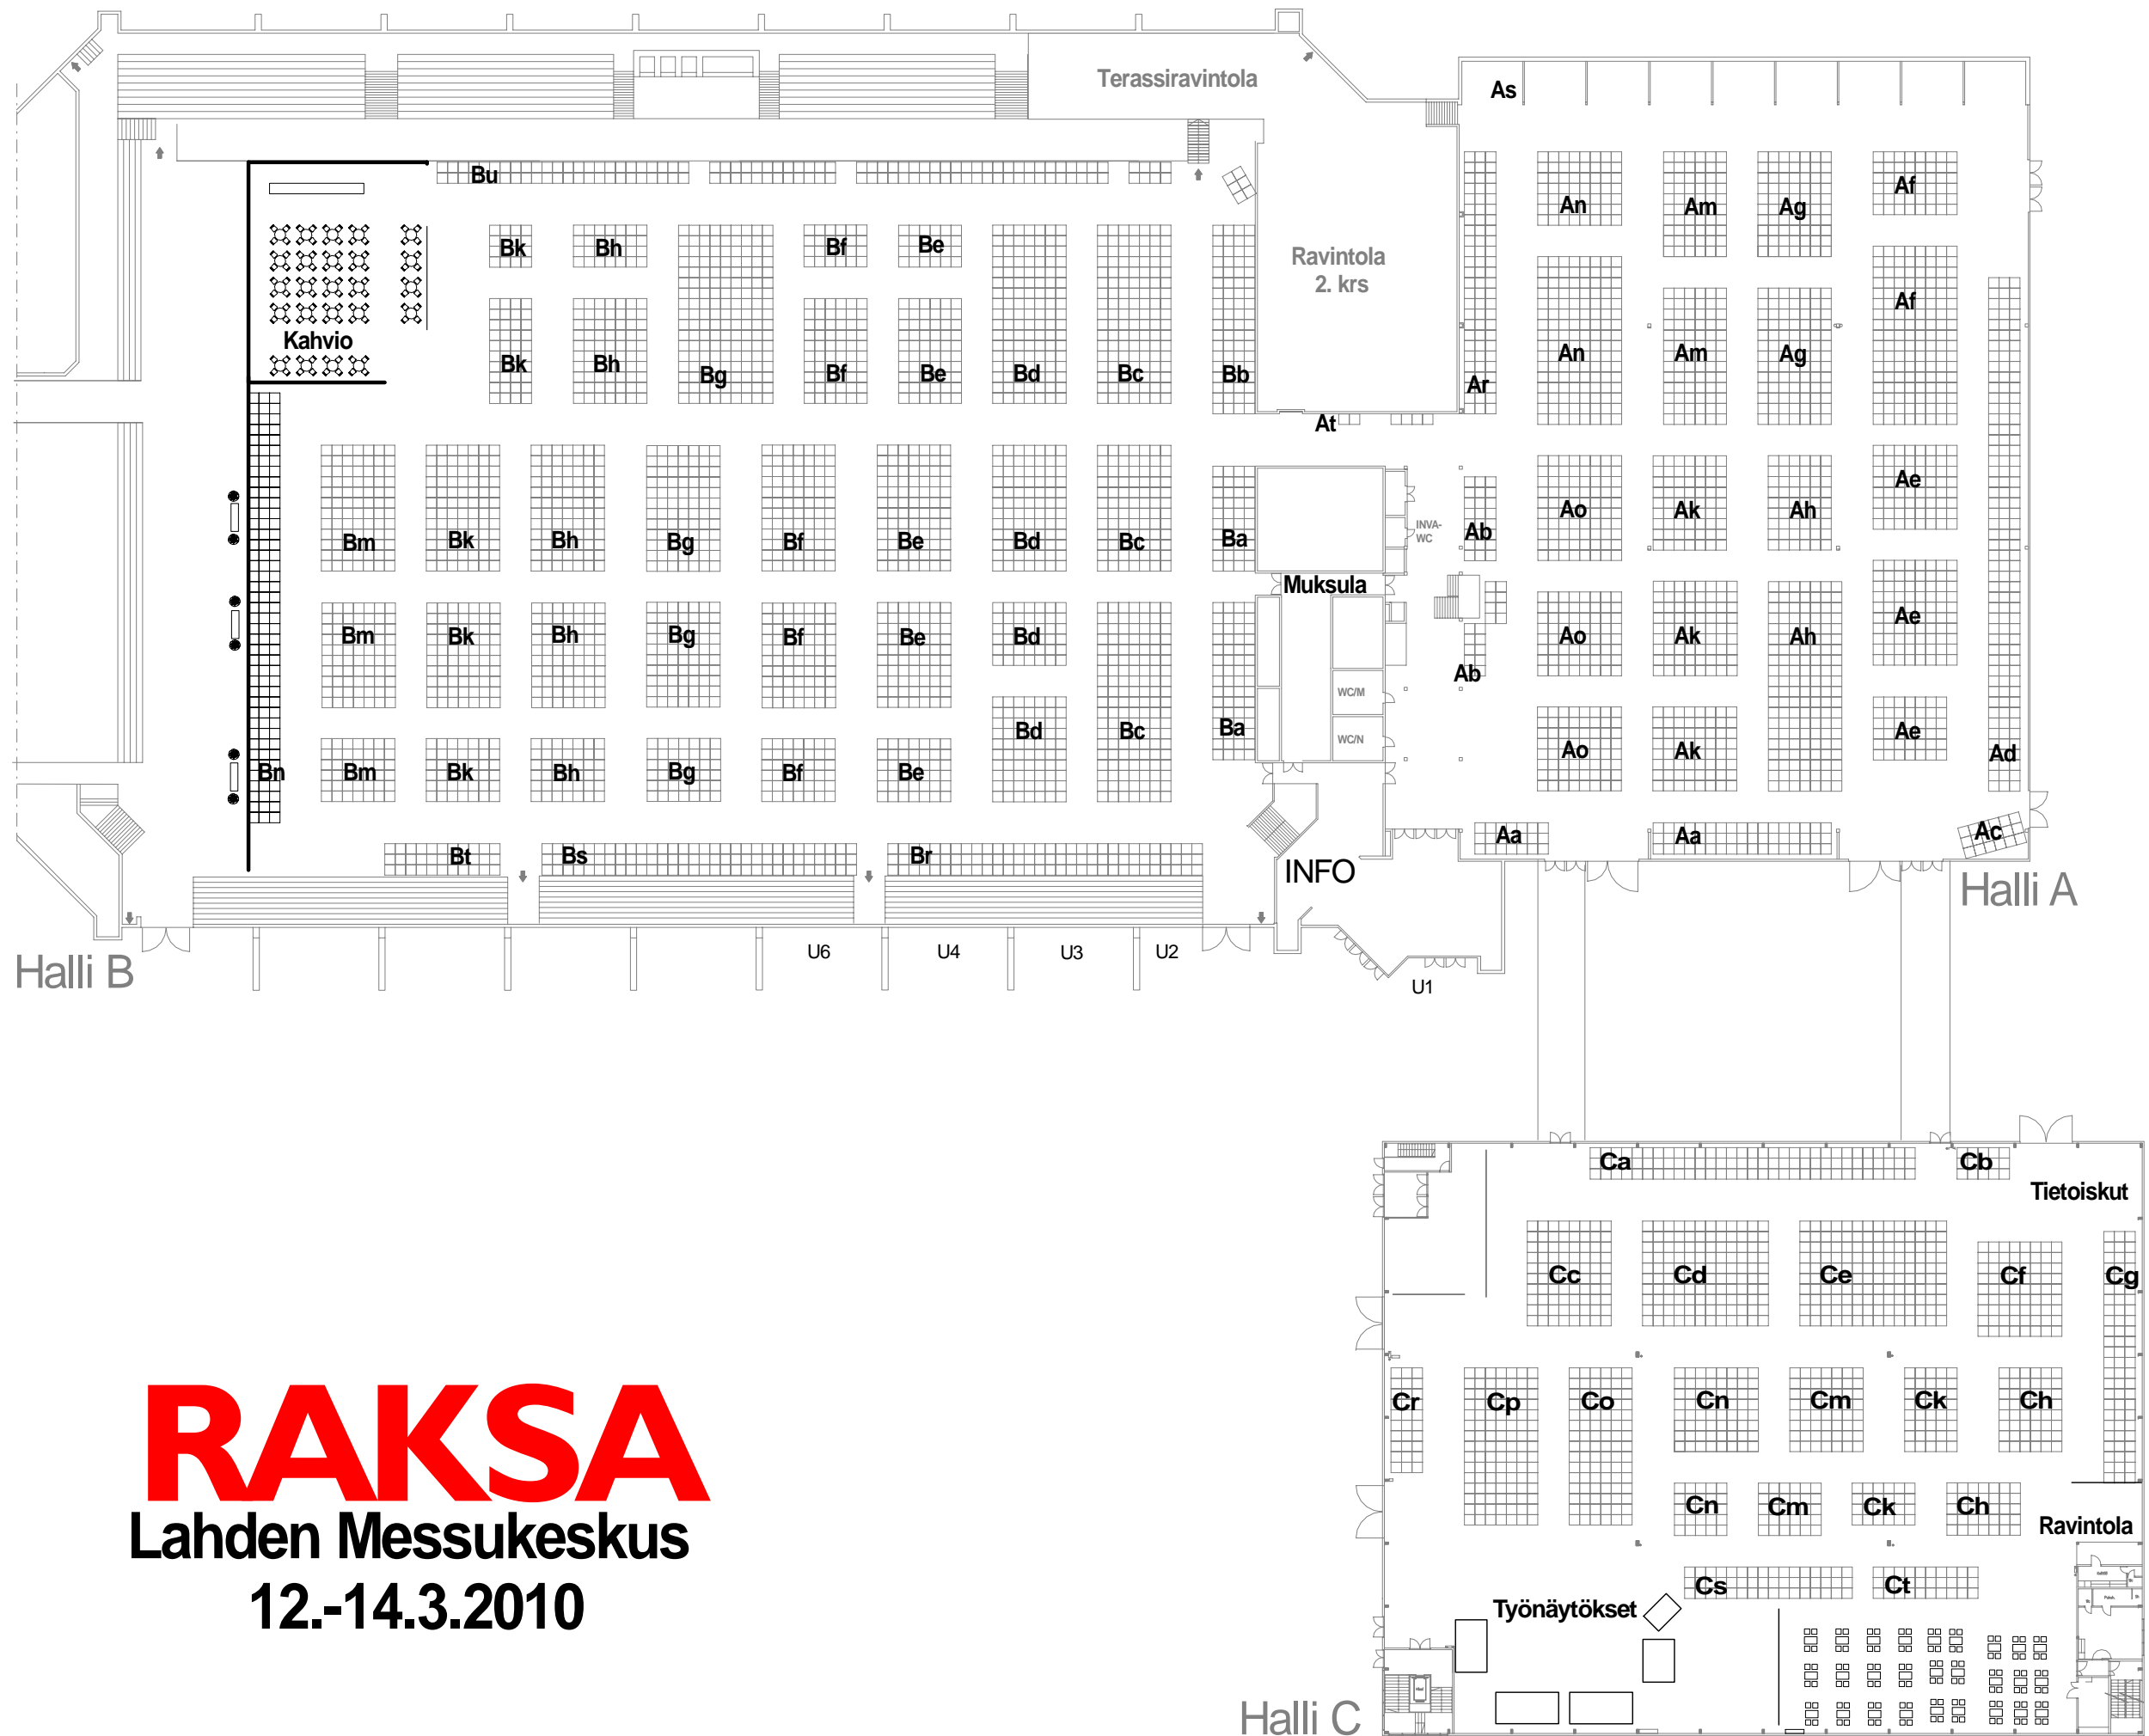 Terassiravintola
As
Bu
An
Am
Ag
Af
Bk
Bh
Bf
Be
Ravintola
2. krs
Af
Kahvio
Bk
Bh
Bg
Bf
Be
Bd
Bc
Bb
An
Am
Ag
Ar
At
Bm
Bk
Bh
Bg
Bf
Be
Bd
Bc
Ba
INVA-
WC
Ab
Ao
Ak
Ah
Ae
Muksula
Bm
Bk
Bh
Bg
Bf
Be
Bd
Ab
Ao
Ak
Ah
Ae
WC/M
Bd
Bc
Ba
WC/N
Ao
Ak
Ae
Ad
Bn
Bm
Bk
Bh
Bg
Bf
Be
Aa
Aa
Ac
Bt
Bs
Br
INFO
Halli A
Halli B
U6
U4
U3
U2
U1
Ca
Cb
Tietoiskut
Cc
Cd
Ce
Cf
Cg
Cr
Cp
Co
Cn
Cm
Ck
Ch
Cn
Cm
Ck
Ch
Ravintola
Cs
Ct
Työnäytökset
Halli C
RAKSA
Lahden Messukeskus
12.-14.3.2010